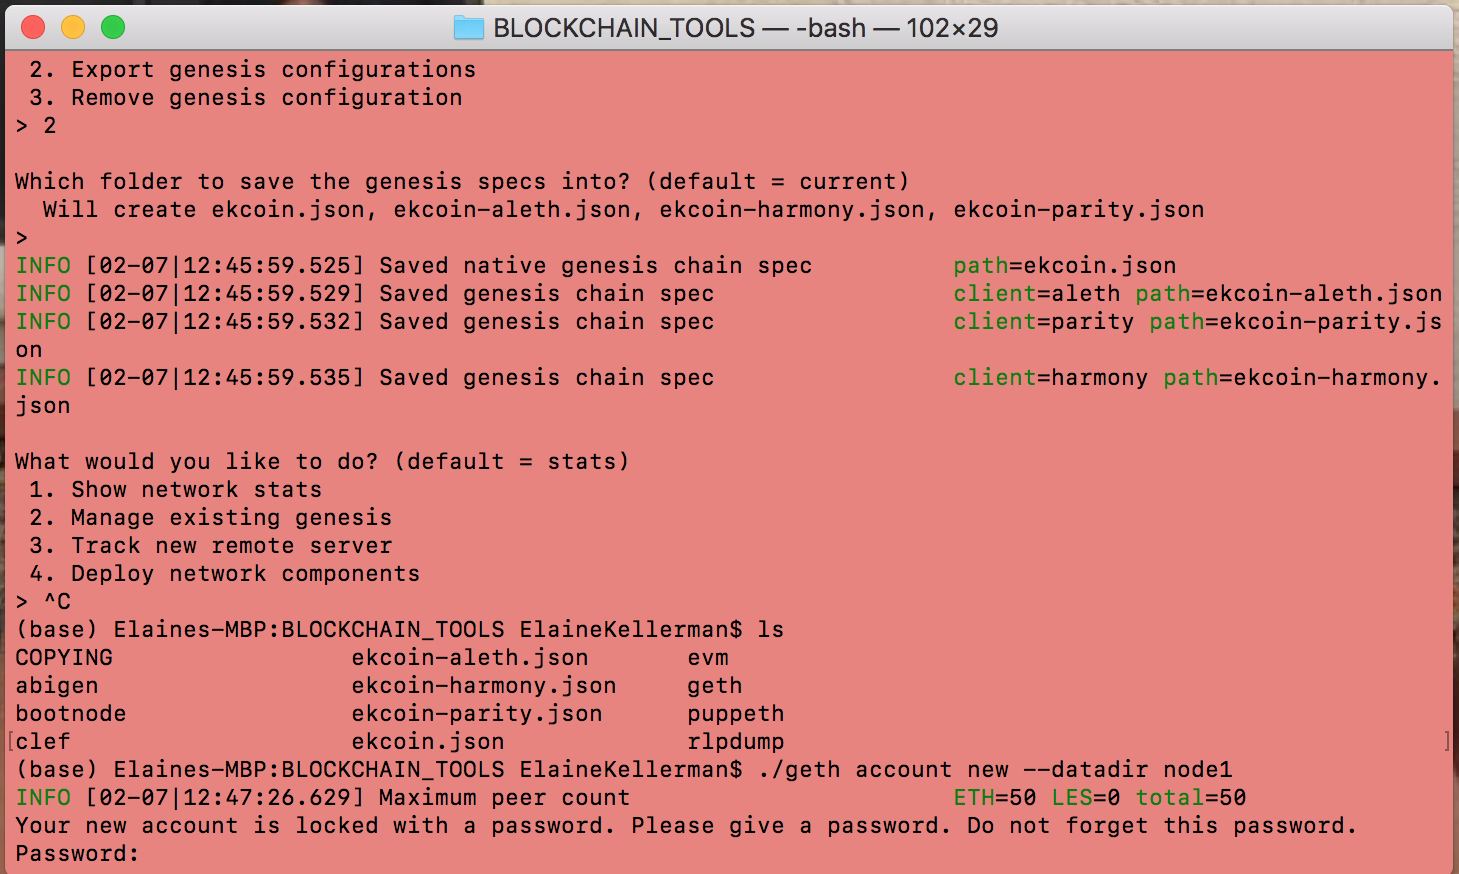 BLOCKCHAIN_TOOLS — -bash — 102×29
2. Export genesis configurations
3. Remove genesis configuration
> 2
Which folder to save the genesis specs into? (default = current)
Will create ekcoin.json, ekcoin-aleth.json, ekcoin-harmony.json, ekcoin-parity.json
>
INFO [02-07|12:45:59.525] Saved native genesis chain spec path=ekcoin.json
INFO [02-07|12:45:59.529] Saved genesis chain spec client=aleth path=ekcoin-aleth.json
INFO [02-07|12:45:59.532] Saved genesis chain spec client=parity path=ekcoin-parity.js
on
INFO [02-07|12:45:59.535] Saved genesis chain spec client=harmony path=ekcoin-harmony.
json
What would you like to do? (default = stats)
1. Show network stats
2. Manage existing genesis
3. Track new remote server
4. Deploy network components
> ^C
(base) Elaines-MBP:BLOCKCHAIN_TOOLS ElaineKellerman$ ls
COPYING ekcoin-aleth.json evm
abigen ekcoin-harmony.json geth
bootnode ekcoin-parity.json puppeth
[clef ekcoin.json rlpdump ]
(base) Elaines-MBP:BLOCKCHAIN_TOOLS ElaineKellerman$ ./geth account new --datadir node1
INFO [02-07|12:47:26.629] Maximum peer count ETH=50 LES=0 total=50
Your new account is locked with a password. Please give a password. Do not forget this password.
Password: